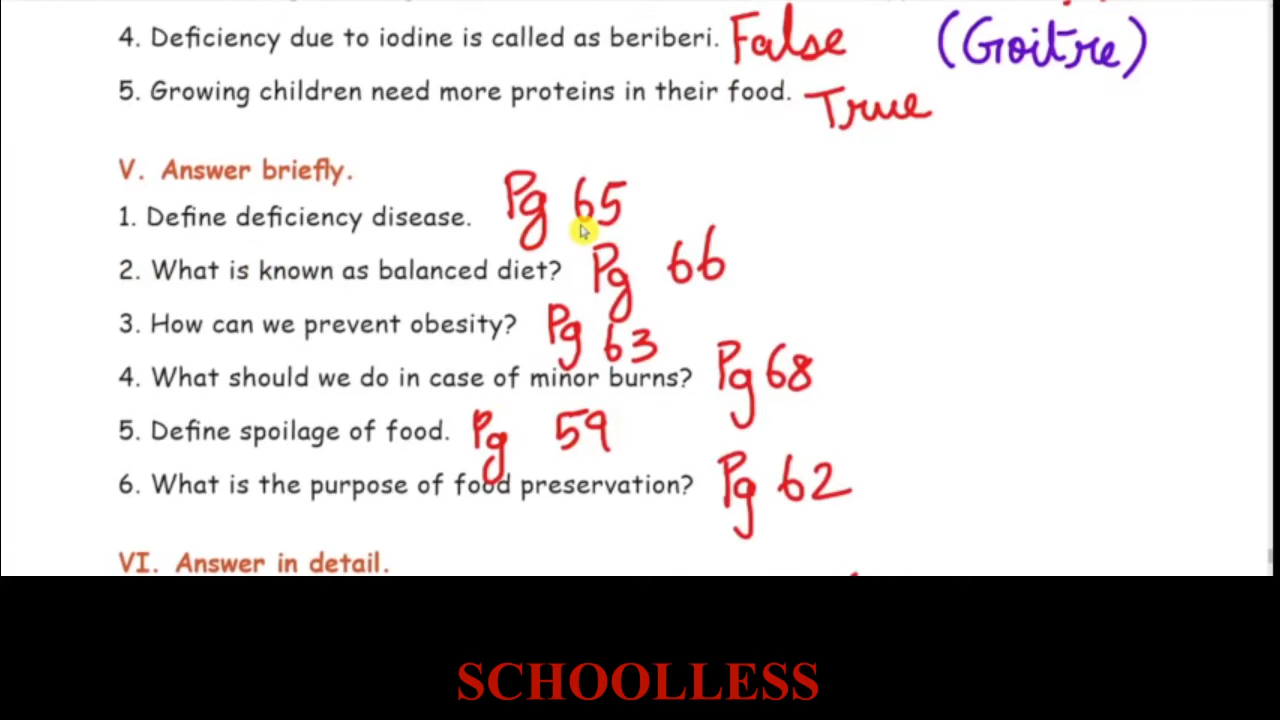 4. Deficiency due to iodine is called as beriberi. False (Goitre)
5. Growing children need more proteins in their food. True
V. Answer briefly.
1. Define deficiency disease. Pg 65
2. What is known as balanced diet? Pg 66
3. How can we prevent obesity? Pg 63
4. What should we do in case of minor burns? Pg 68
5. Define spoilage of food. Pg 59
6. What is the purpose of food preservation? Pg 62
VI. Answer in detail.
SCHOOLLESS